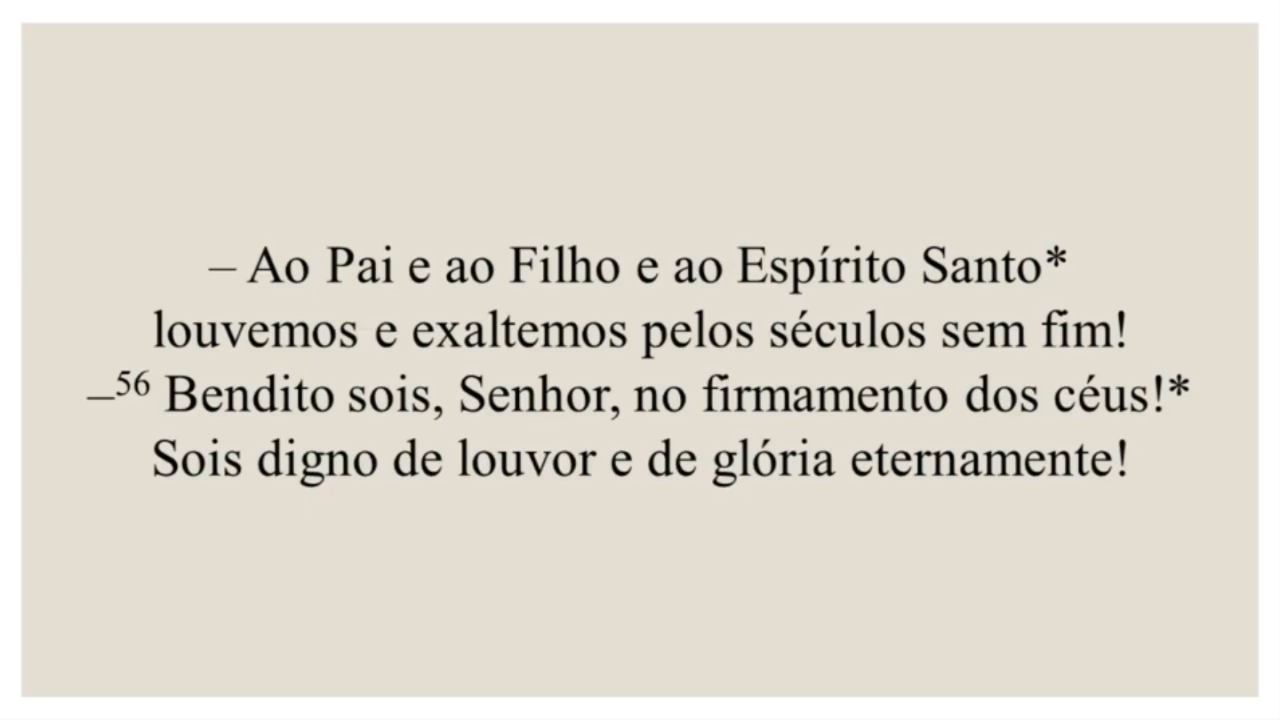 – Ao Pai e ao Filho e ao Espírito Santo*
louvemos e exaltemos pelos séculos sem fim!
–⁵⁶ Bendito sois, Senhor, no firmamento dos céus!*
Sois digno de louvor e de glória eternamente!